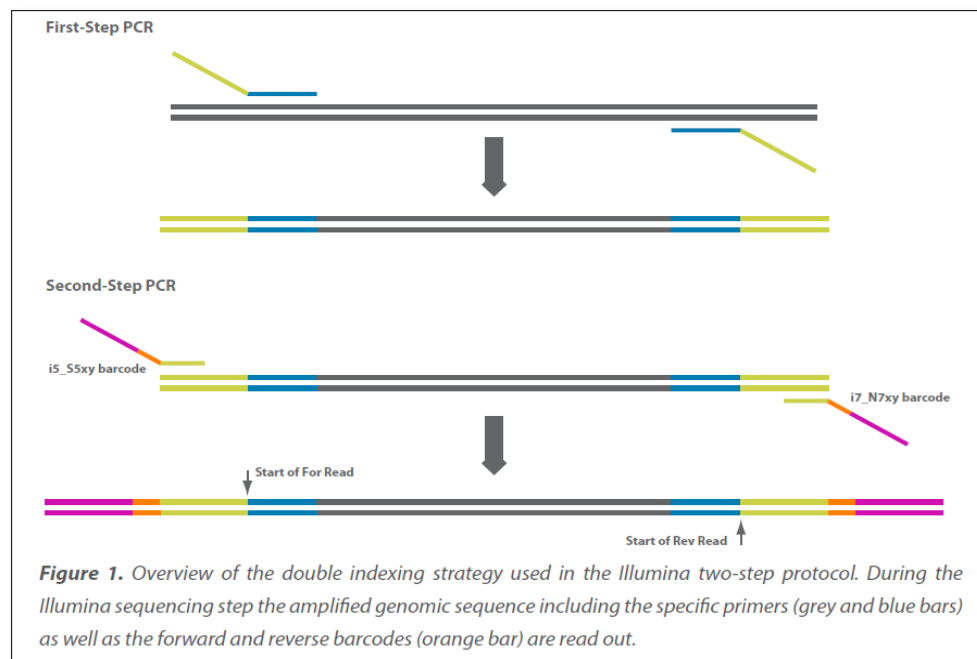 First-Step PCR
Second-Step PCR
i5_S5xy barcode
i7_N7xy barcode
Start of For Read
Start of Rev Read
Figure 1. Overview of the double indexing strategy used in the Illumina two-step protocol. During the
Illumina sequencing step the amplified genomic sequence including the specific primers (grey and blue bars)
as well as the forward and reverse barcodes (orange bar) are read out.